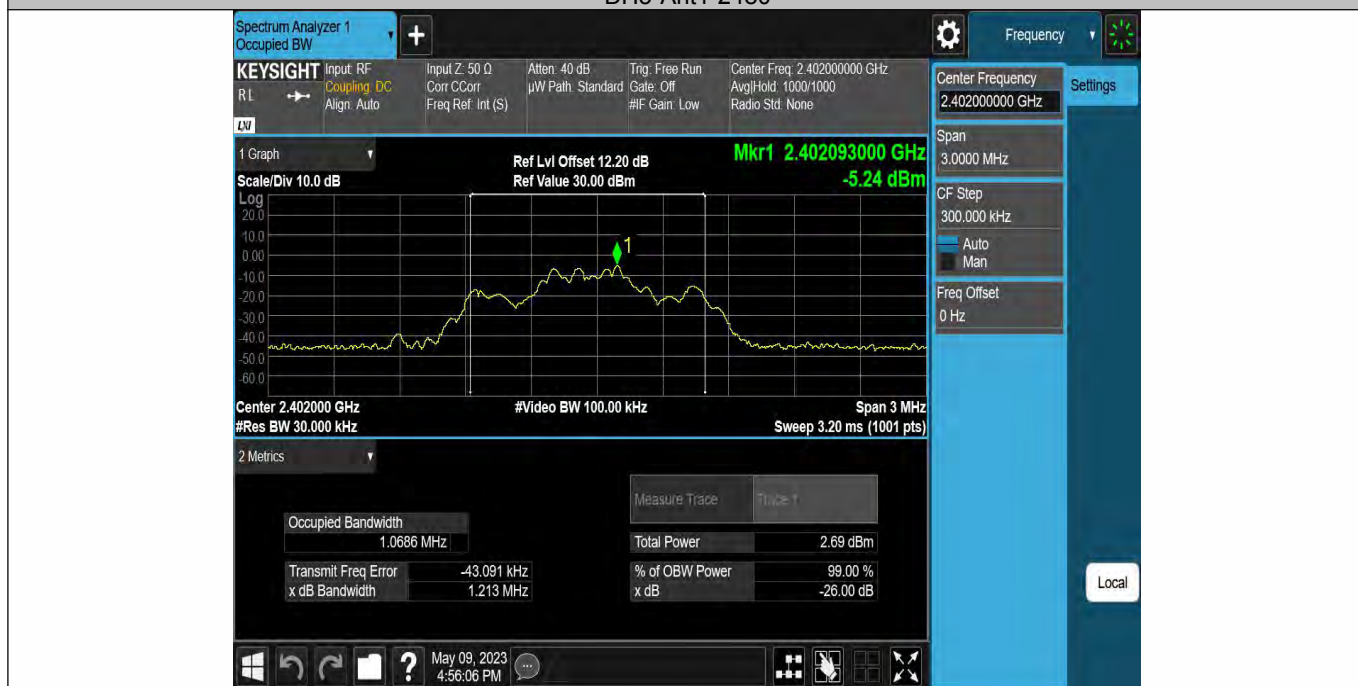 Spectrum Analyzer 1
Occupied BW
+
Frequency
KEYSIGHT
RL
LXI
Input: RF
Coupling: DC
Align: Auto
Input Z: 50 Ω
Corr CCorr
Freq Ref: Int (S)
Atten: 40 dB
µW Path: Standard
Trig: Free Run
Gate: Off
#IF Gain: Low
Center Freq: 2.402000000 GHz
Avg|Hold: 1000/1000
Radio Std: None
Center Frequency
2.402000000 GHz
Settings
Span
3.0000 MHz
CF Step
300.000 kHz
Auto
Man
Freq Offset
0 Hz
Local
1 Graph
Scale/Div 10.0 dB
Ref Lvl Offset 12.20 dB
Ref Value 30.00 dBm
Mkr1 2.402093000 GHz
-5.24 dBm
Log
20.0
10.0
0.00
-10.0
-20.0
-30.0
-40.0
-50.0
-60.0
1
Center 2.402000 GHz
#Video BW 100.00 kHz
Span 3 MHz
#Res BW 30.000 kHz
Sweep 3.20 ms (1001 pts)
2 Metrics
Measure Trace
Trace 1
Occupied Bandwidth
1.0686 MHz
Total Power
2.69 dBm
Transmit Freq Error
-43.091 kHz
% of OBW Power
99.00 %
x dB Bandwidth
1.213 MHz
x dB
-26.00 dB
?
May 09, 2023
4:56:06 PM